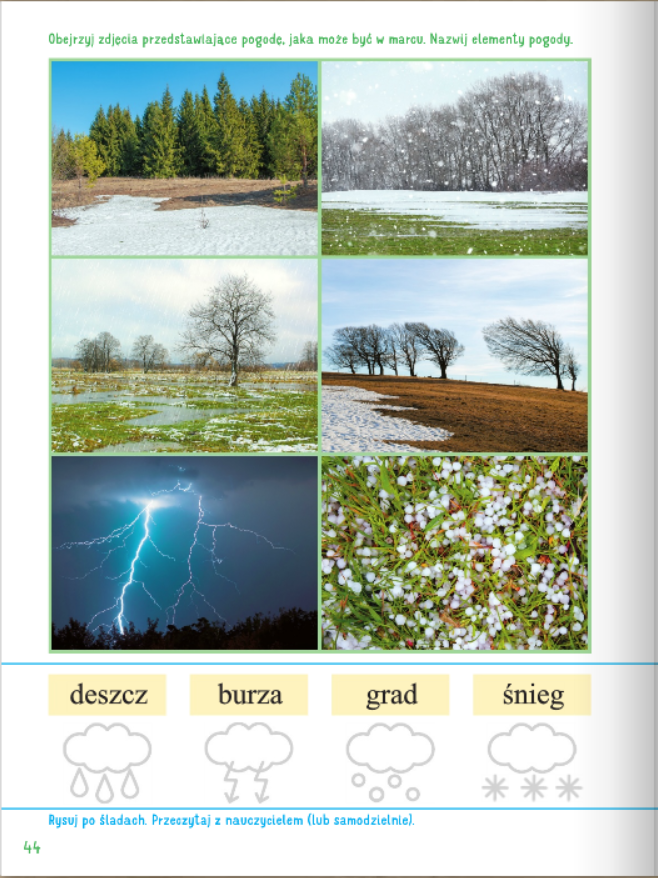 Obejrzyj zdjęcia przedstawiające pogodę, jaka może być w marcu. Nazwij elementy pogody.
deszcz
burza
grad
śnieg
Rysuj po śladach. Przeczytaj z nauczycielem (lub samodzielnie).
44